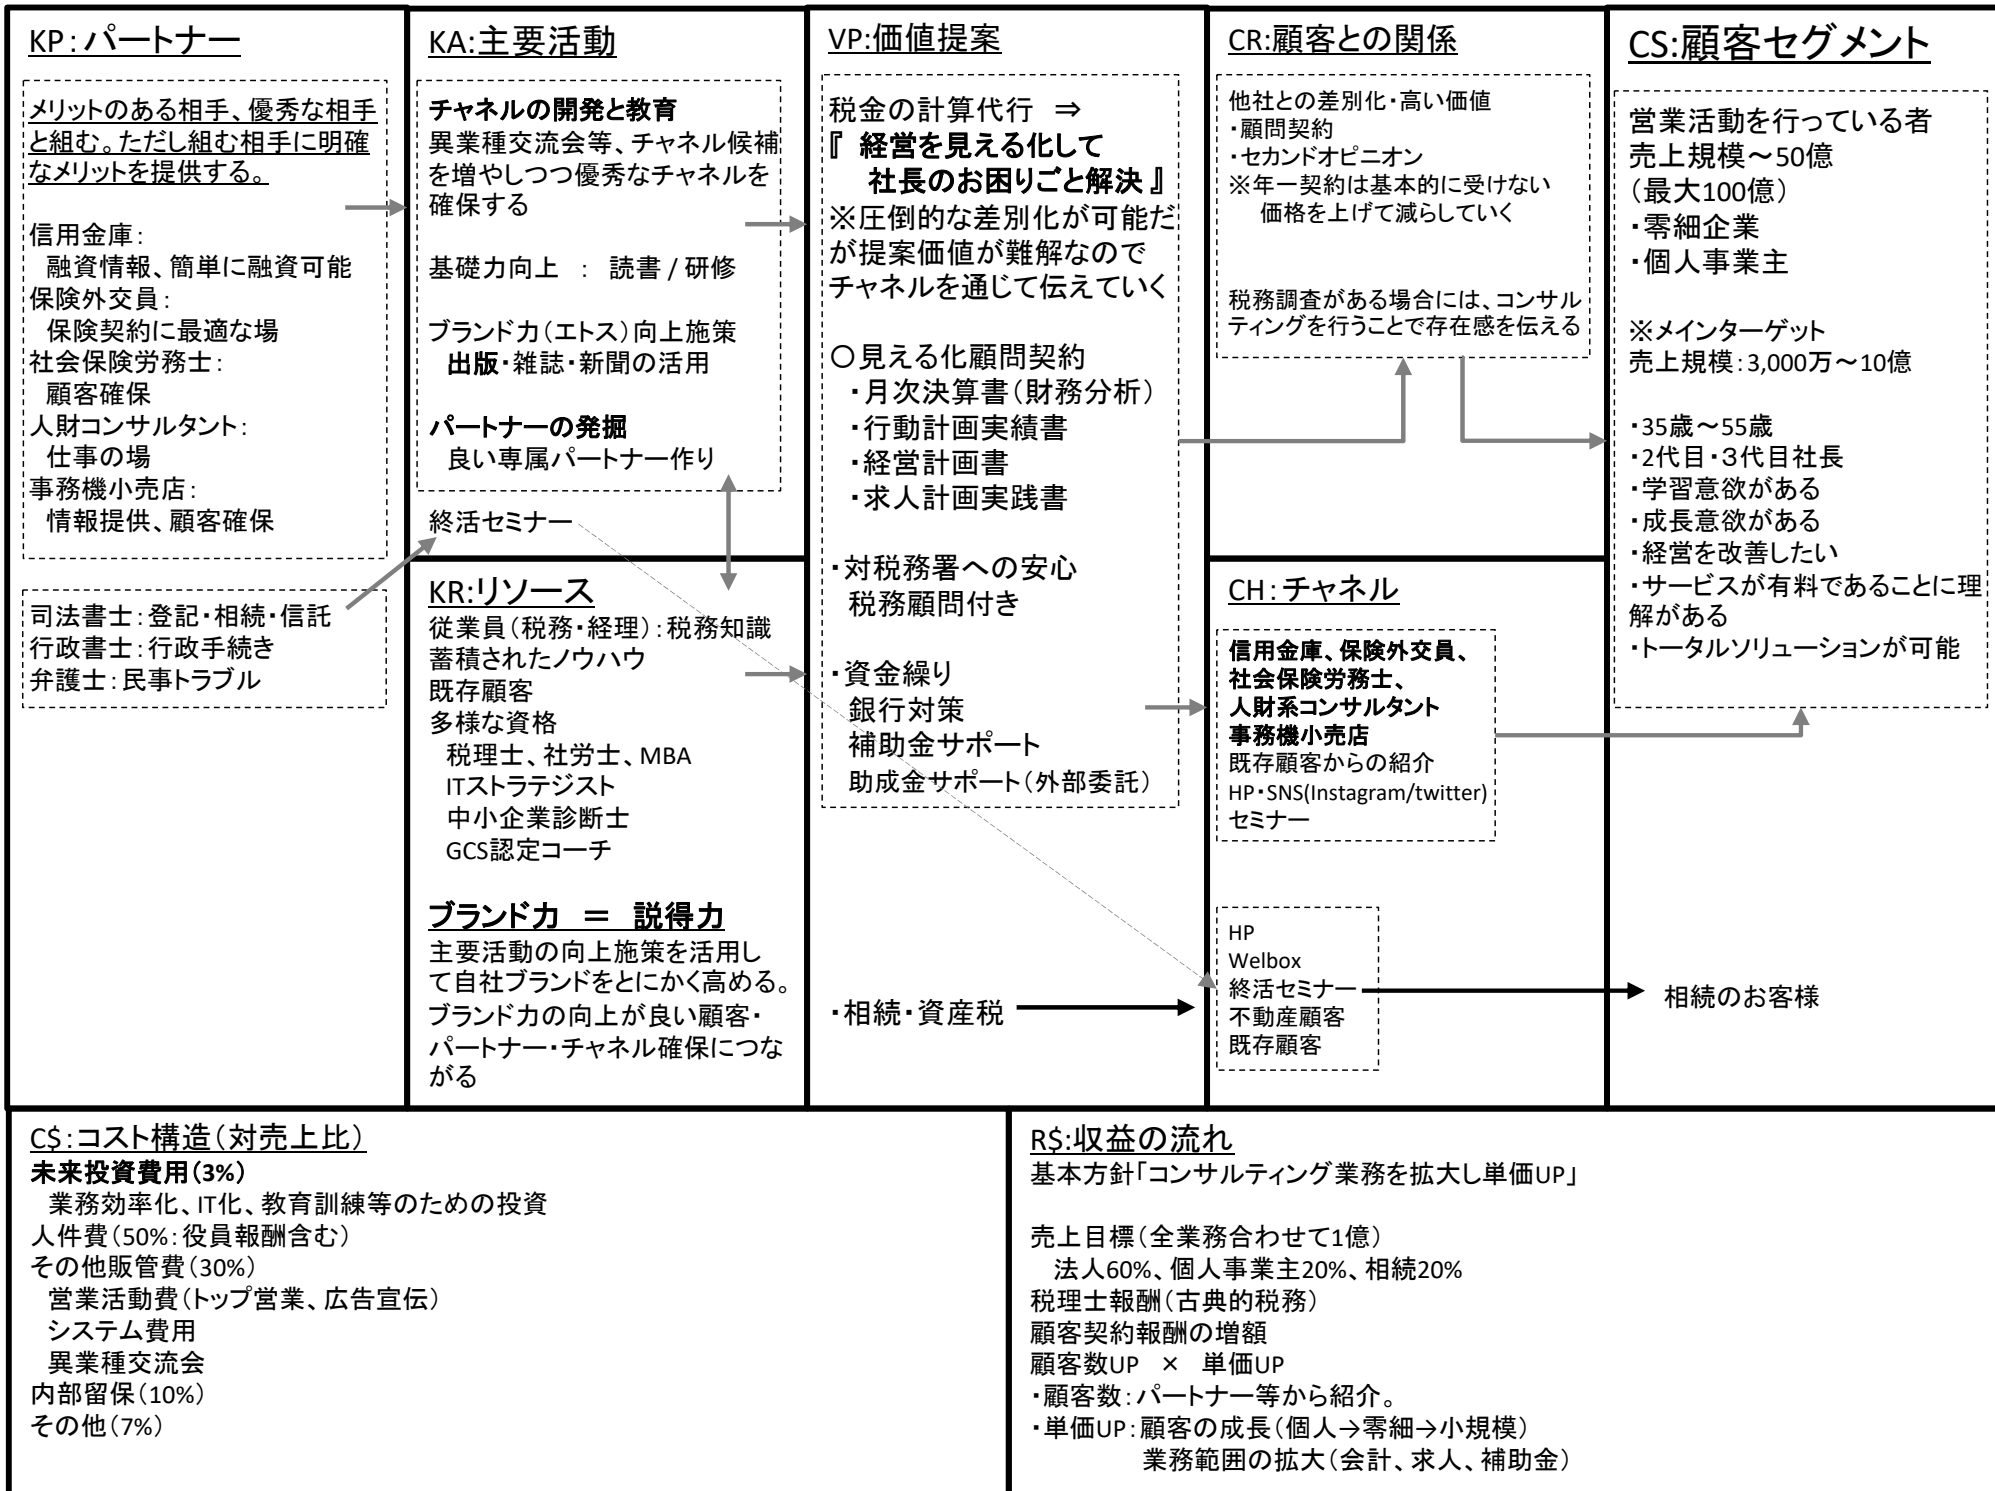 KP：パートナー
メリットのある相手、優秀な相手
と組む。ただし組む相手に明確
なメリットを提供する。
信用金庫：
融資情報、簡単に融資可能
保険外交員：
保険契約に最適な場
社会保険労務士：
顧客確保
人財コンサルタント：
仕事の場
事務機小売店：
情報提供、顧客確保
司法書士：登記・相続・信託
行政書士：行政手続き
弁護士：民事トラブル
KA:主要活動
チャネルの開発と教育
異業種交流会等、チャネル候補
を増やしつつ優秀なチャネルを
確保する
基礎力向上　：　読書 / 研修
ブランド力（エトス）向上施策
出版・雑誌・新聞の活用
パートナーの発掘
良い専属パートナー作り
終活セミナー
KR:リソース
従業員（税務・経理）：税務知識
蓄積されたノウハウ
既存顧客
多様な資格
税理士、社労士、MBA
ITストラテジスト
中小企業診断士
GCS認定コーチ
ブランド力　＝　説得力
主要活動の向上施策を活用し
て自社ブランドをとにかく高める。
ブランド力の向上が良い顧客・
パートナー・チャネル確保につな
がる
VP:価値提案
税金の計算代行　⇒
『 経営を見える化して
社長のお困りごと解決 』
※圧倒的な差別化が可能だ
が提案価値が難解なので
チャネルを通じて伝えていく
○見える化顧問契約
・月次決算書（財務分析）
・行動計画実績書
・経営計画書
・求人計画実践書
・対税務署への安心
税務顧問付き
・資金繰り
銀行対策
補助金サポート
助成金サポート（外部委託）
・相続・資産税
CR:顧客との関係
他社との差別化・高い価値
・顧問契約
・セカンドオピニオン
※年一契約は基本的に受けない
価格を上げて減らしていく
税務調査がある場合には、コンサル
ティングを行うことで存在感を伝える
CH：チャネル
信用金庫、保険外交員、
社会保険労務士、
人財系コンサルタント
事務機小売店
既存顧客からの紹介
HP・SNS(Instagram/twitter)
セミナー
HP
Welbox
終活セミナー
不動産顧客
既存顧客
CS:顧客セグメント
営業活動を行っている者
売上規模～50億
（最大100億）
・零細企業
・個人事業主
※メインターゲット
売上規模：3,000万～10億
・35歳～55歳
・2代目・３代目社長
・学習意欲がある
・成長意欲がある
・経営を改善したい
・サービスが有料であることに理
解がある
・トータルソリューションが可能
相続のお客様
C$：コスト構造（対売上比）
未来投資費用（3%）
業務効率化、IT化、教育訓練等のための投資
人件費（50%：役員報酬含む）
その他販管費（30%）
営業活動費（トップ営業、広告宣伝）
システム費用
異業種交流会
内部留保（10%）
その他（7%）
R$:収益の流れ
基本方針「コンサルティング業務を拡大し単価UP」
売上目標（全業務合わせて1億）
法人60%、個人事業主20%、相続20%
税理士報酬（古典的税務）
顧客契約報酬の増額
顧客数UP　×　単価UP
・顧客数：パートナー等から紹介。
・単価UP：顧客の成長（個人→零細→小規模）
業務範囲の拡大（会計、求人、補助金）